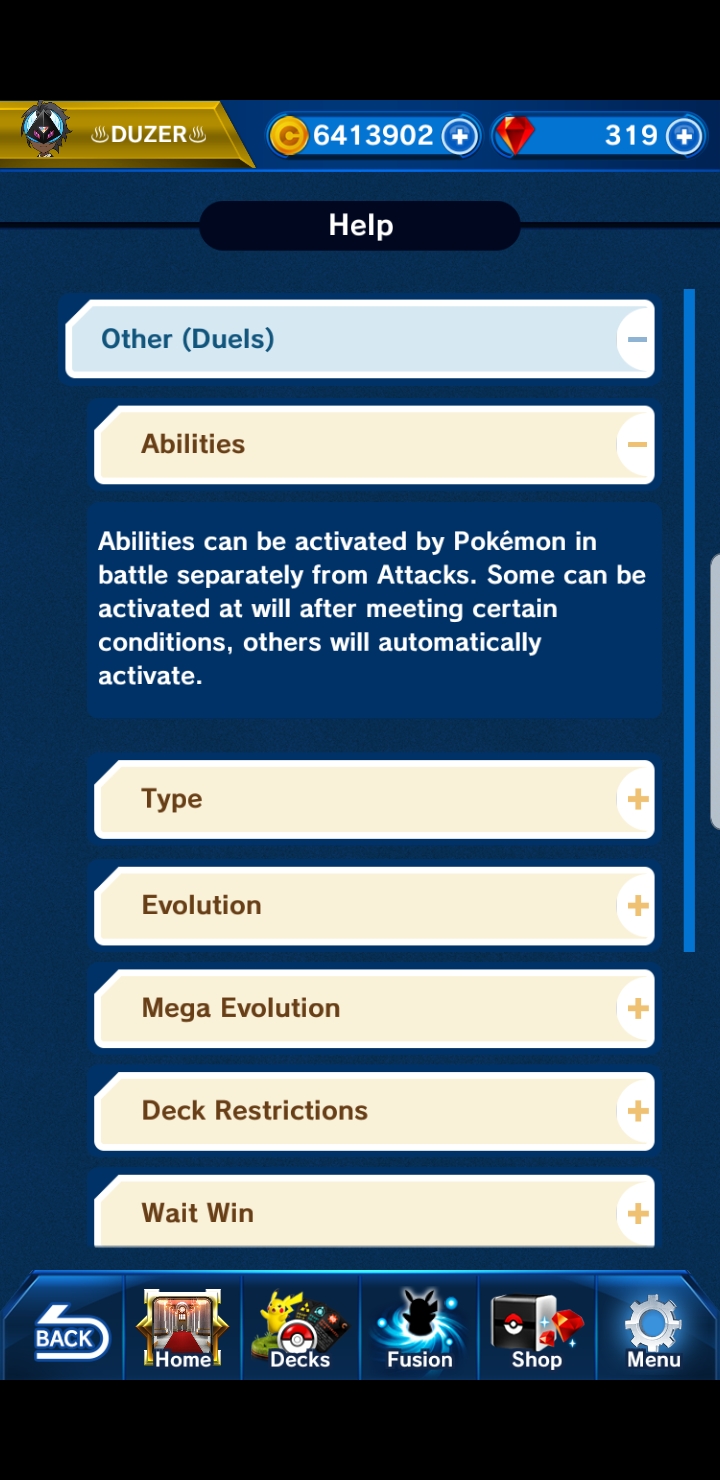 ♨DUZER♨
C 6413902
319
Help
Other (Duels)
Abilities
Abilities can be activated by Pokémon in
battle separately from Attacks. Some can be
activated at will after meeting certain
conditions, others will automatically
activate.
Type
Evolution
Mega Evolution
Deck Restrictions
Wait Win
BACK
Home
Decks
Fusion
Shop
Menu